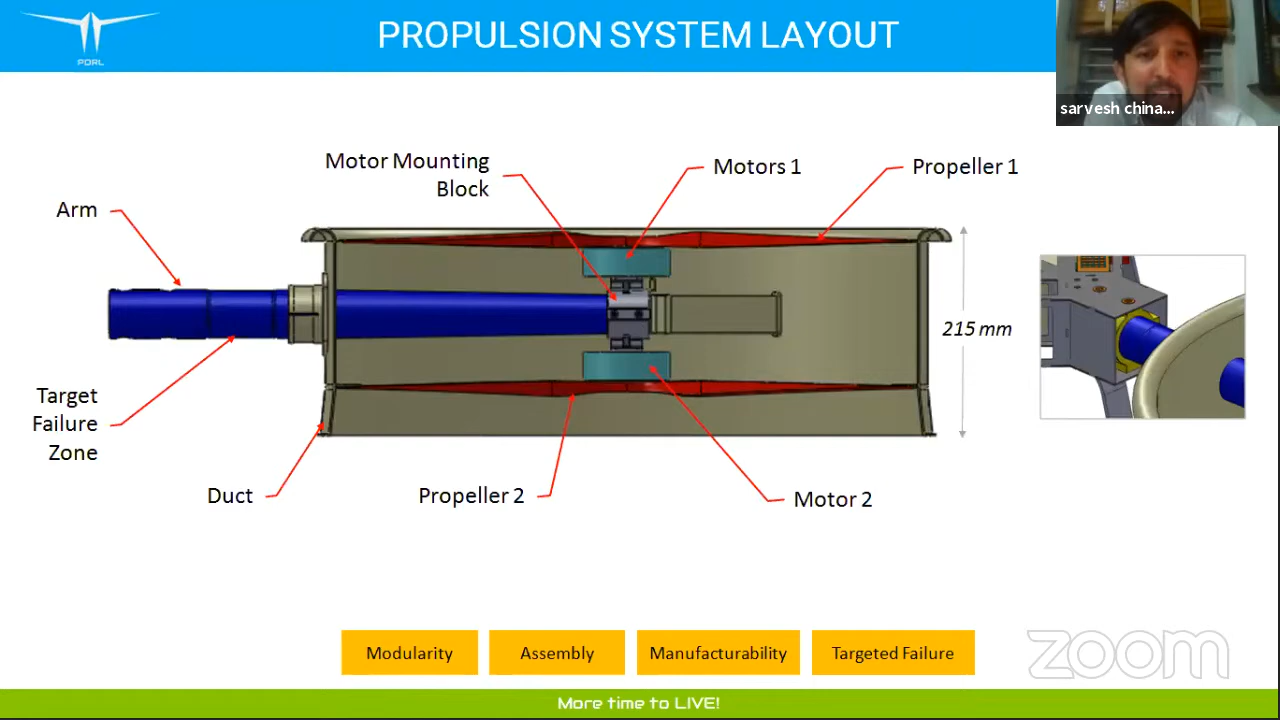 PDRL
PROPULSION SYSTEM LAYOUT
sarvesh china...
Motor Mounting
Block
Motors 1
Propeller 1
Arm
215 mm
Target
Failure
Zone
Duct
Propeller 2
Motor 2
Modularity
Assembly
Manufacturability
Targeted Failure
zoom
More time to LIVE!